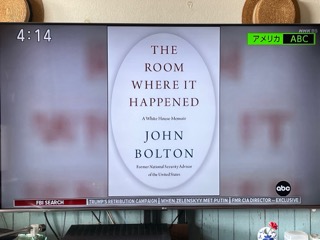 4:14
アメリカ ABC
THE
ROOM
WHERE IT
HAPPENED
A White House Memoir
JOHN
BOLTON
Former National Security Advisor
of the United States
abc
FBI SEARCH TRUMP'S RETRIBUTION CAMPAIGN | WHEN ZELENSKYY MET PUTIN | FMR.CIA DIRECTOR - EXCLUSIVE